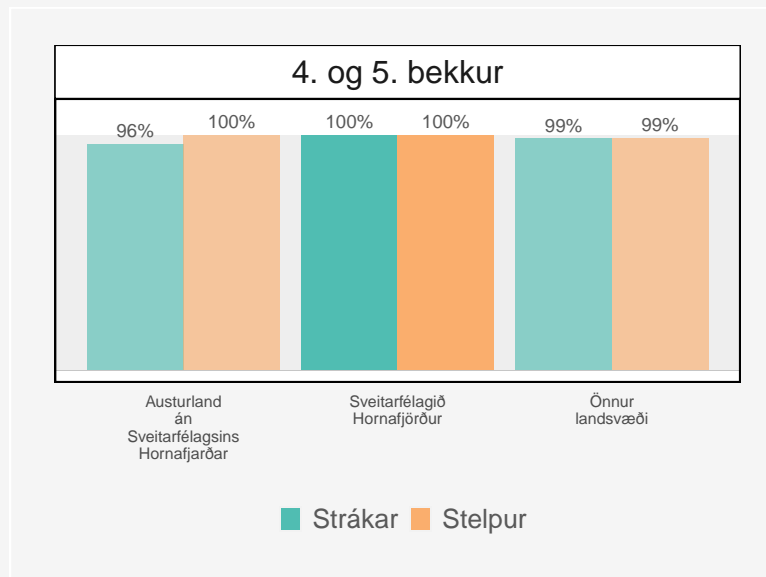 4. og 5. bekkur
96%
100%
100%
100%
99%
99%
Austurland
án
Sveitarfélagsins
Hornafjarðar
Sveitarfélagið
Hornafjörður
Önnur
landsvæði
Strákar
Stelpur